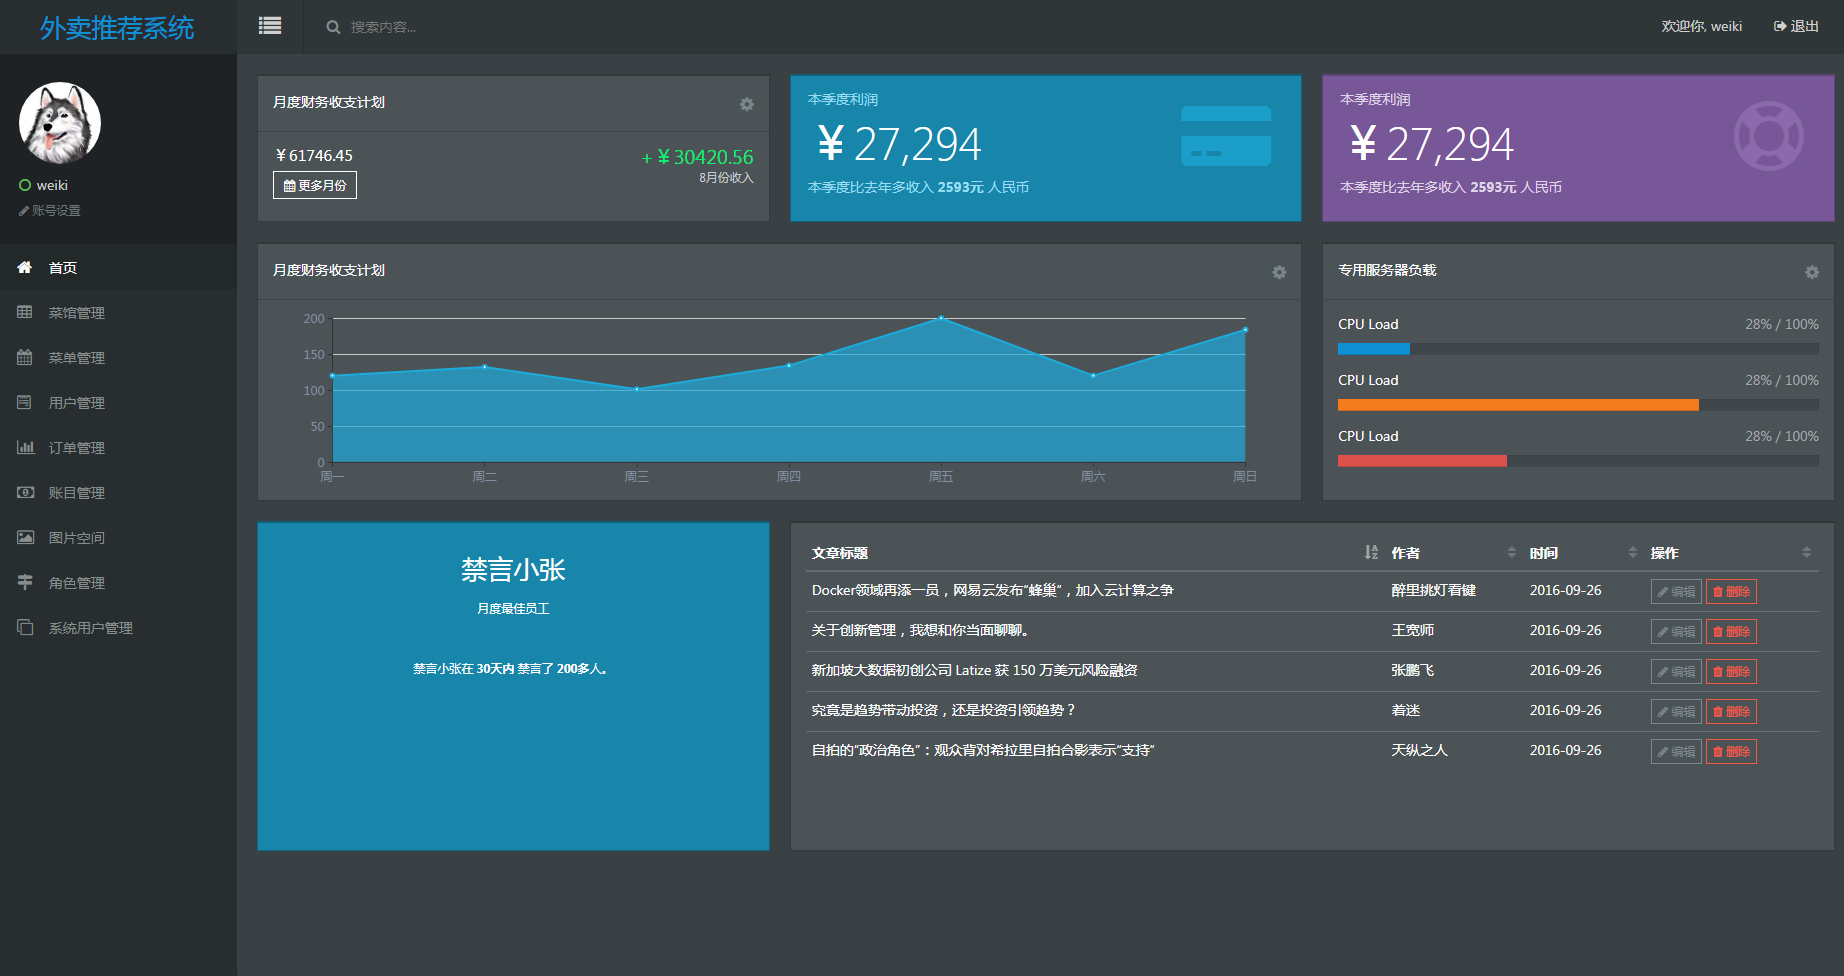 外卖推荐系统
搜索内容...
欢迎你, weiki
退出
weiki
账号设置
首页
菜馆管理
菜单管理
用户管理
订单管理
账目管理
图片空间
角色管理
系统用户管理
月度财务收支计划
￥61746.45
+￥30420.56
更多月份
8月份收入
本季度利润
￥27,294
本季度比去年多收入 2593元 人民币
本季度利润
￥27,294
本季度比去年多收入 2593元 人民币
月度财务收支计划
200
150
100
50
0
周一 周二 周三 周四 周五 周六 周日
专用服务器负载
CPU Load 28% / 100%
CPU Load 28% / 100%
CPU Load 28% / 100%
禁言小张
月度最佳员工
禁言小张在 30天内 禁言了 200多人。
文章标题 作者 时间 操作
Docker领域再添一员，网易云发布“蜂巢”，加入云计算之争 醉里挑灯看键 2016-09-26 编辑 删除
关于创新管理，我想和你当面聊聊。 王宽师 2016-09-26 编辑 删除
新加坡大数据初创公司 Latize 获 150 万美元风险融资 张鹏飞 2016-09-26 编辑 删除
究竟是趋势带动投资，还是投资引领趋势？ 着迷 2016-09-26 编辑 删除
自拍的“政治角色”：观众背对希拉里自拍合影表示“支持” 天纵之人 2016-09-26 编辑 删除